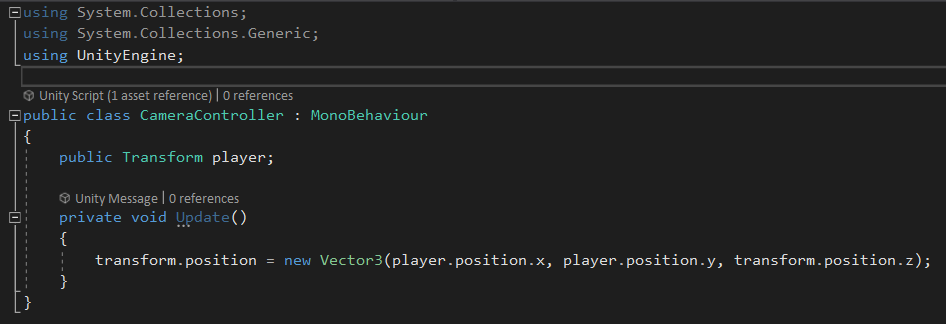 using System.Collections;
using System.Collections.Generic;
using UnityEngine;
Unity Script (1 asset reference) | 0 references
public class CameraController : MonoBehaviour
{
public Transform player;
Unity Message | 0 references
private void Update()
{
transform.position = new Vector3(player.position.x, player.position.y, transform.position.z);
}
}